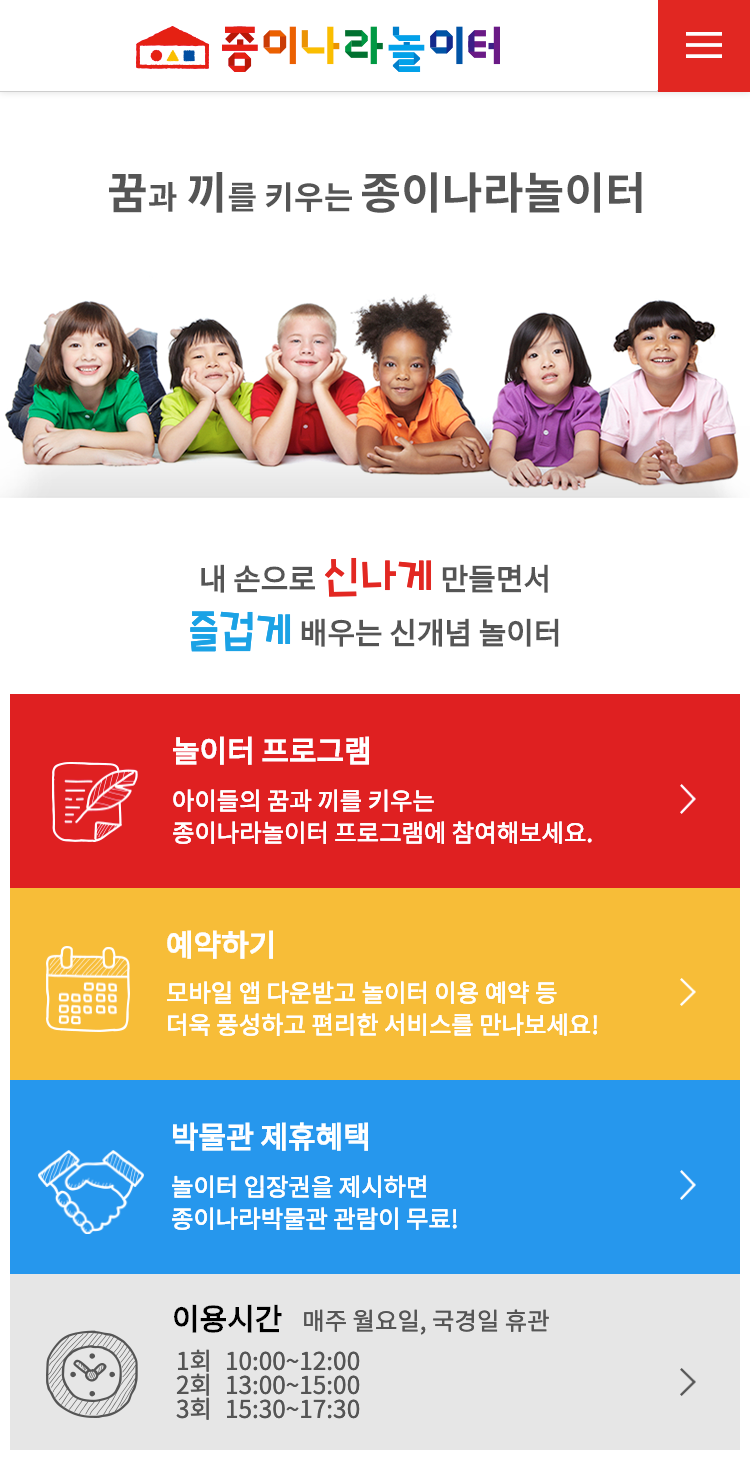 종이나라놀이터
꿈과 끼를 키우는 종이나라놀이터
내 손으로 신나게 만들면서
즐겁게 배우는 신개념 놀이터
놀이터 프로그램
아이들의 꿈과 끼를 키우는
종이나라놀이터 프로그램에 참여해보세요.
예약하기
모바일 앱 다운받고 놀이터 이용 예약 등
더욱 풍성하고 편리한 서비스를 만나보세요!
박물관 제휴혜택
놀이터 입장권을 제시하면
종이나라박물관 관람이 무료!
이용시간 매주 월요일, 국경일 휴관
1회 10:00~12:00
2회 13:00~15:00
3회 15:30~17:30